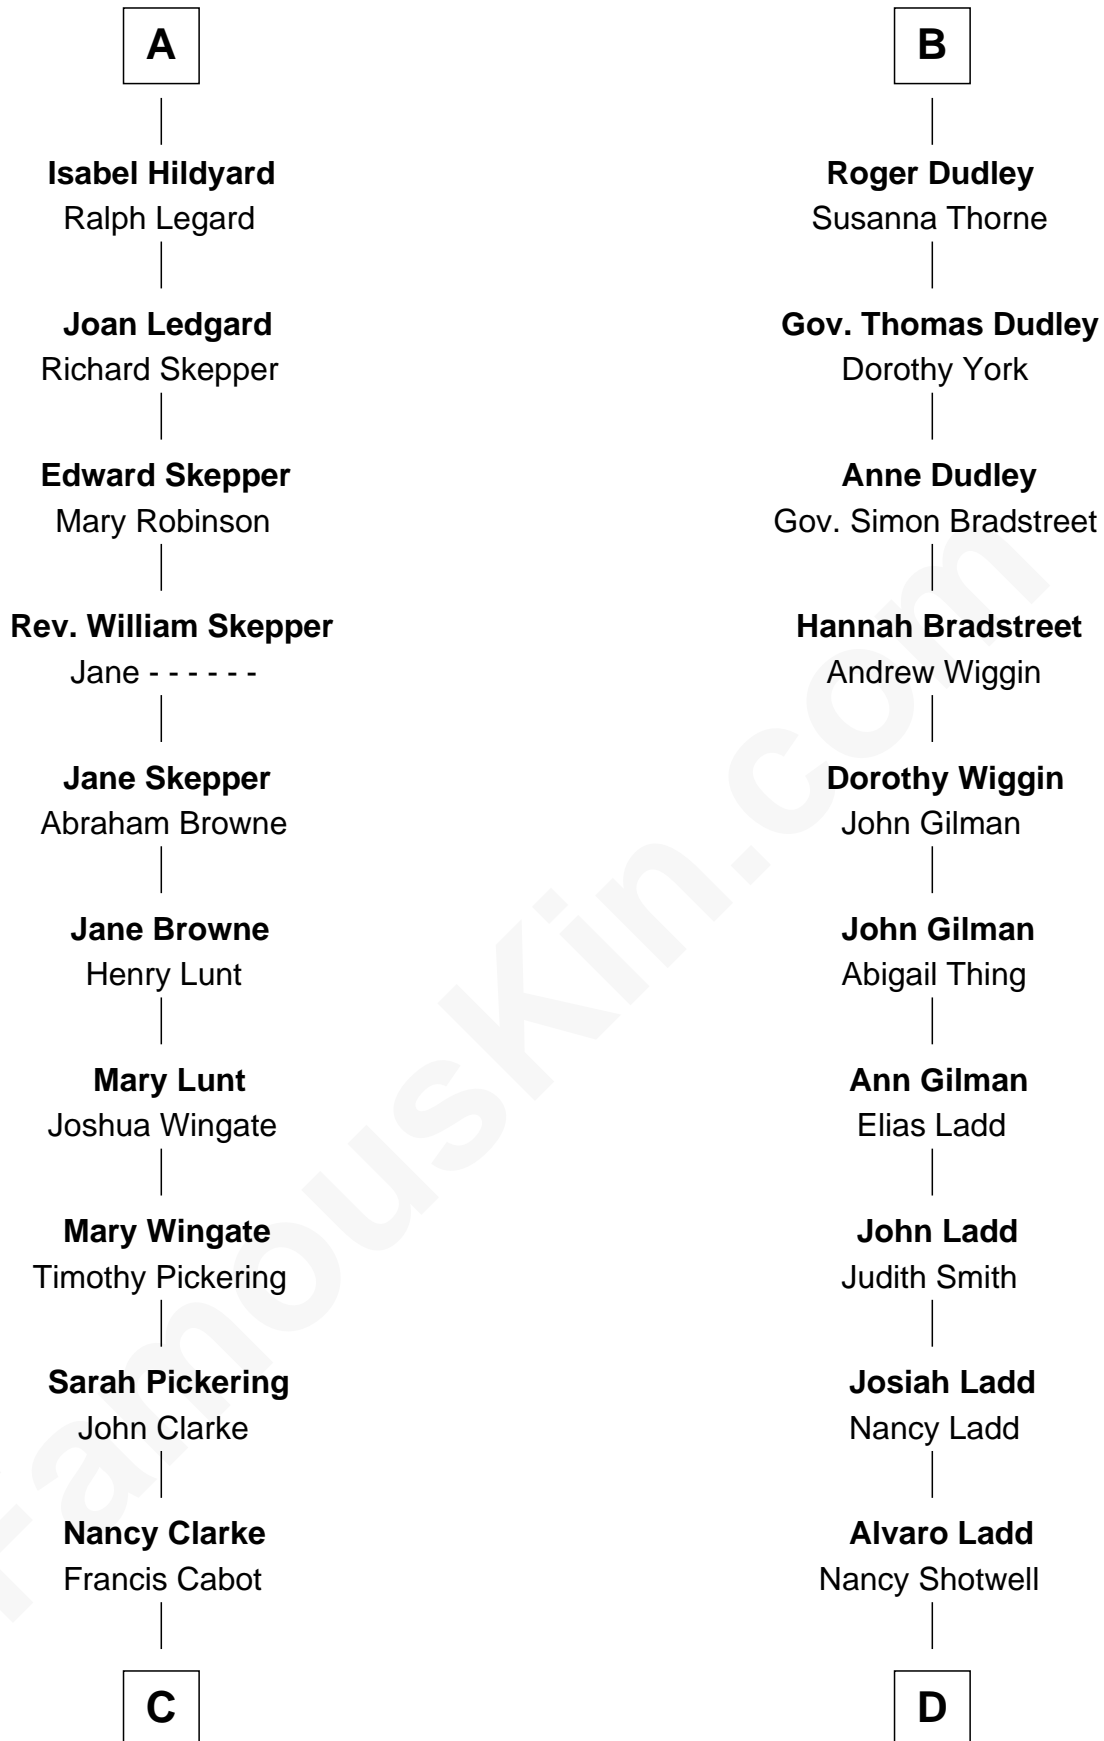 A
Isabel Hildyard
Ralph Legard
Joan Ledgard
Richard Skepper
Edward Skepper
Mary Robinson
Rev. William Skepper
Jane - - - - - -
Jane Skepper
Abraham Browne
Jane Browne
Henry Lunt
Mary Lunt
Joshua Wingate
Mary Wingate
Timothy Pickering
Sarah Pickering
John Clarke
Nancy Clarke
Francis Cabot
C
B
Roger Dudley
Susanna Thorne
Gov. Thomas Dudley
Dorothy York
Anne Dudley
Gov. Simon Bradstreet
Hannah Bradstreet
Andrew Wiggin
Dorothy Wiggin
John Gilman
John Gilman
Abigail Thing
Ann Gilman
Elias Ladd
John Ladd
Judith Smith
Josiah Ladd
Nancy Ladd
Alvaro Ladd
Nancy Shotwell
D
FamousKin.com